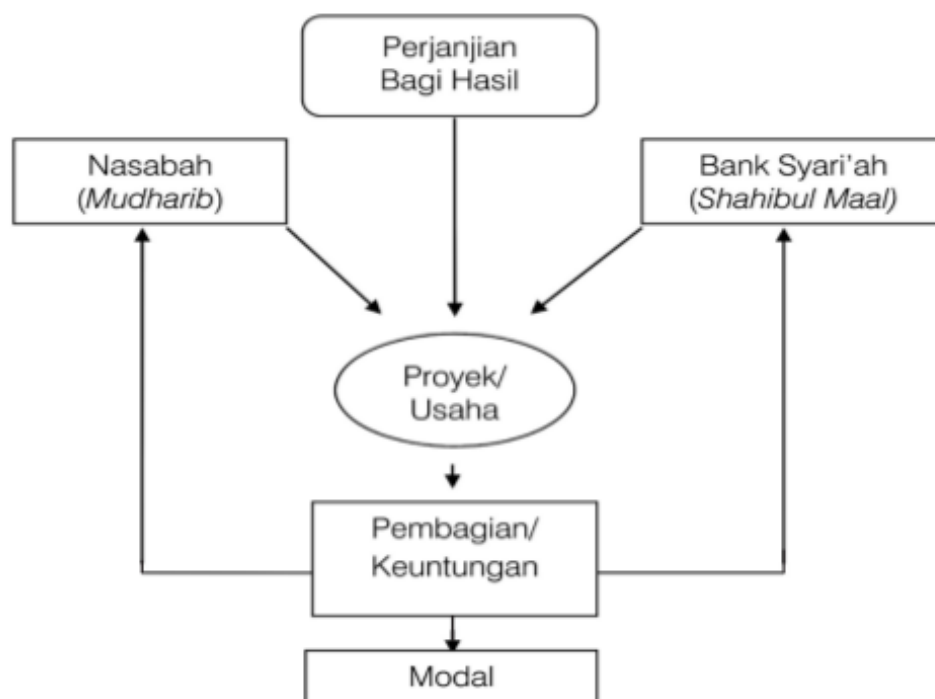 Perjanjian
Bagi Hasil
Nasabah
(Mudharib)
Bank Syari'ah
(Shahibul Maal)
Proyek/
Usaha
Pembagian/
Keuntungan
Modal